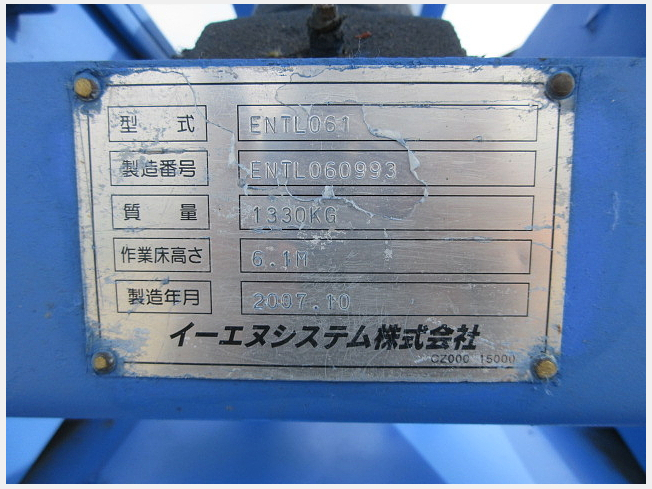 型式 ENTL061
製造番号 ENTL060993
質量 1330KG
作業床高さ 6.1M
製造年月 2007.10
イーエヌシステム株式会社
CZ000 15000